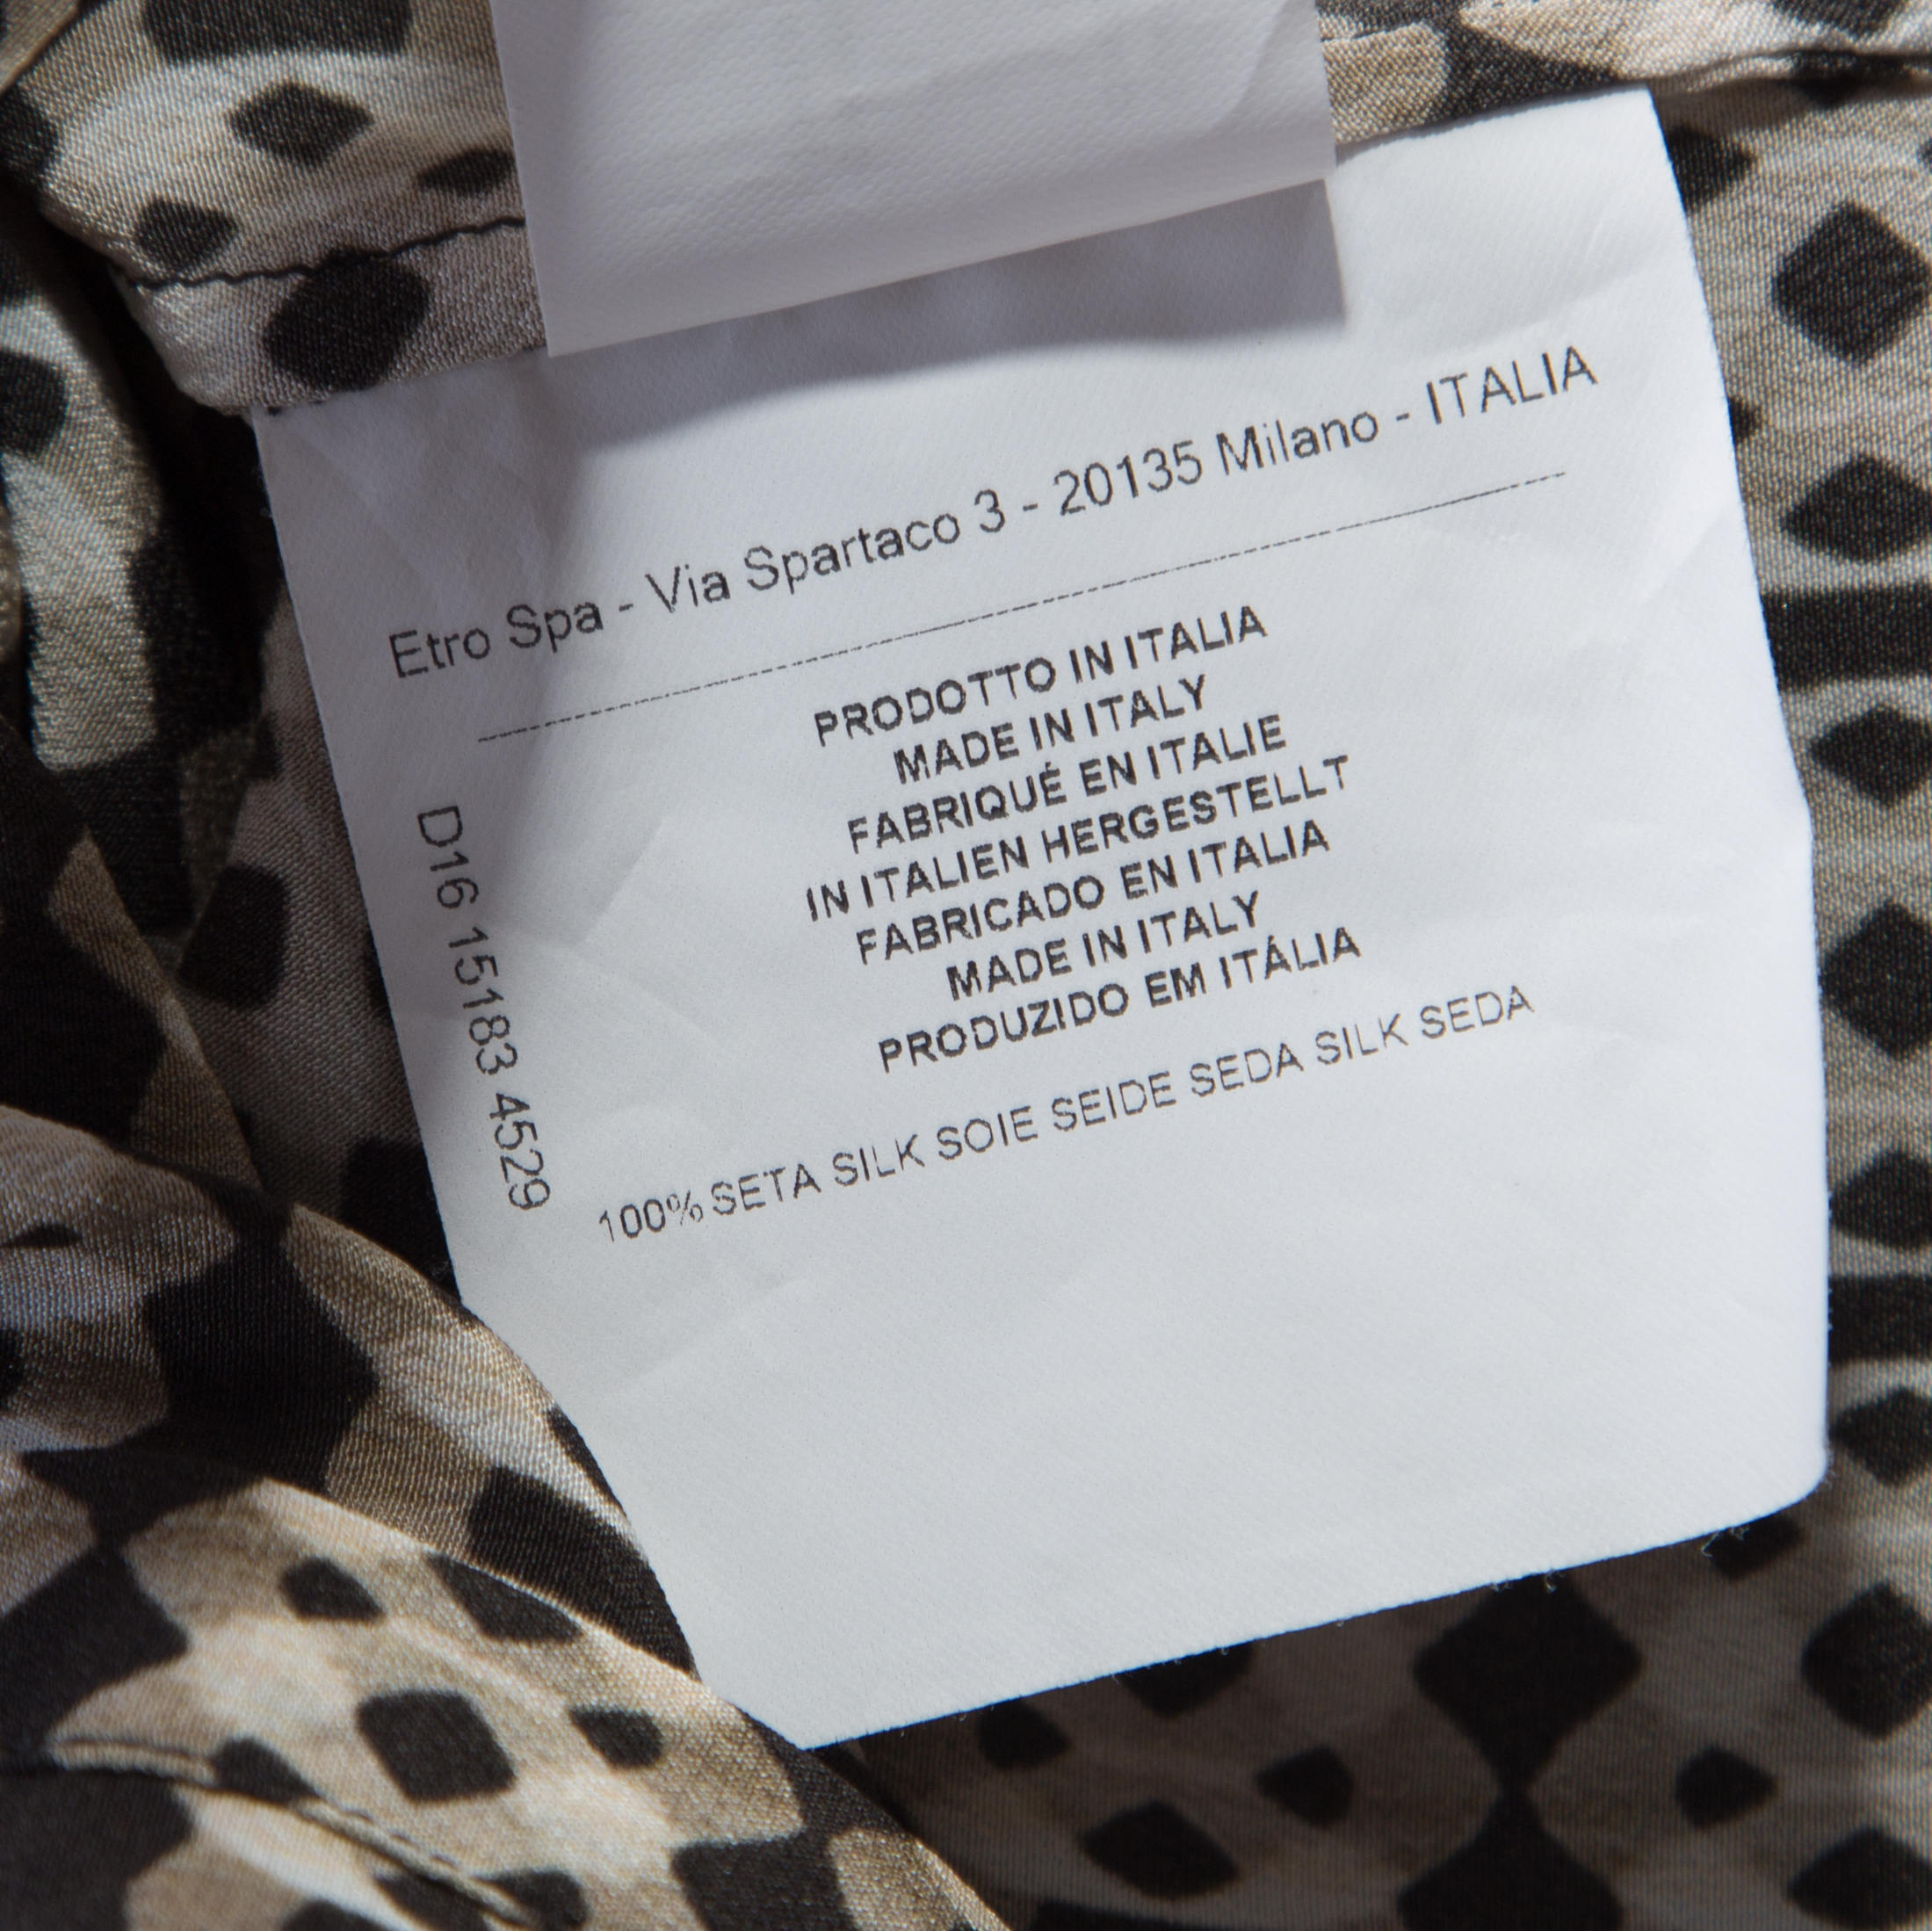 Etro Spa - Via Spartaco 3 - 20135 Milano - ITALIA
PRODOTTO IN ITALIA
MADE IN ITALY
FABRIQUÉ EN ITALIE
IN ITALIEN HERGESTELLT
FABRICADO EN ITALIA
MADE IN ITALY
PRODUZIDO EM ITÁLIA
100% SETA SILK SOIE SEIDE SEDA SILK SEDA
D16 15183 4529